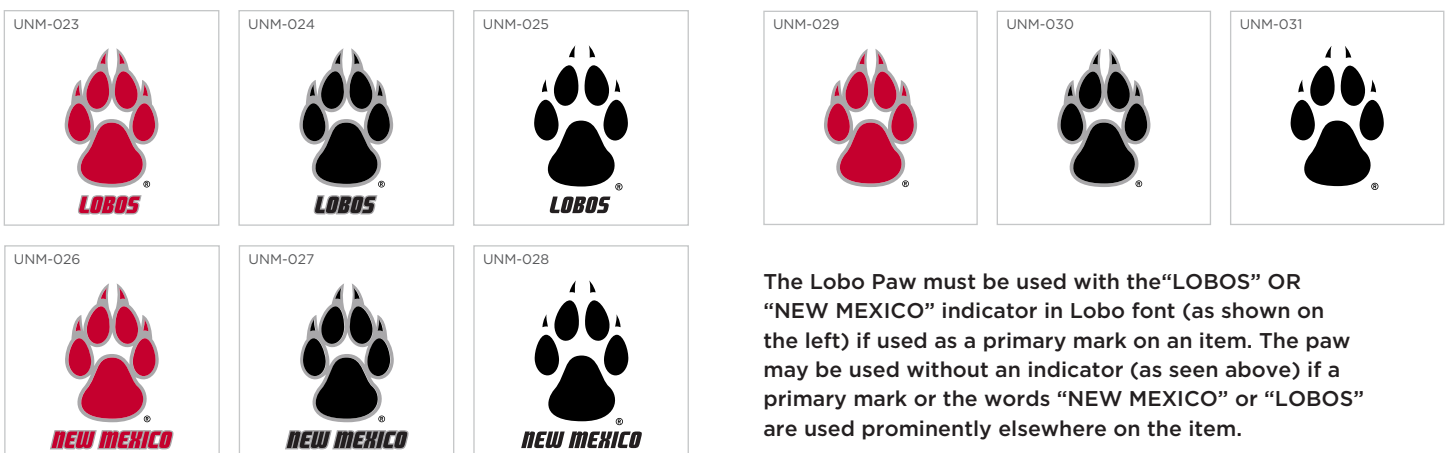 UNM-023
®
LOBOS
UNM-024
®
LOBOS
UNM-025
®
LOBOS
UNM-026
®
NEW MEXICO
UNM-027
®
NEW MEXICO
UNM-028
®
NEW MEXICO
UNM-029
®
UNM-030
®
UNM-031
®
The Lobo Paw must be used with the“LOBOS” OR
“NEW MEXICO” indicator in Lobo font (as shown on
the left) if used as a primary mark on an item. The paw
may be used without an indicator (as seen above) if a
primary mark or the words “NEW MEXICO” or “LOBOS”
are used prominently elsewhere on the item.